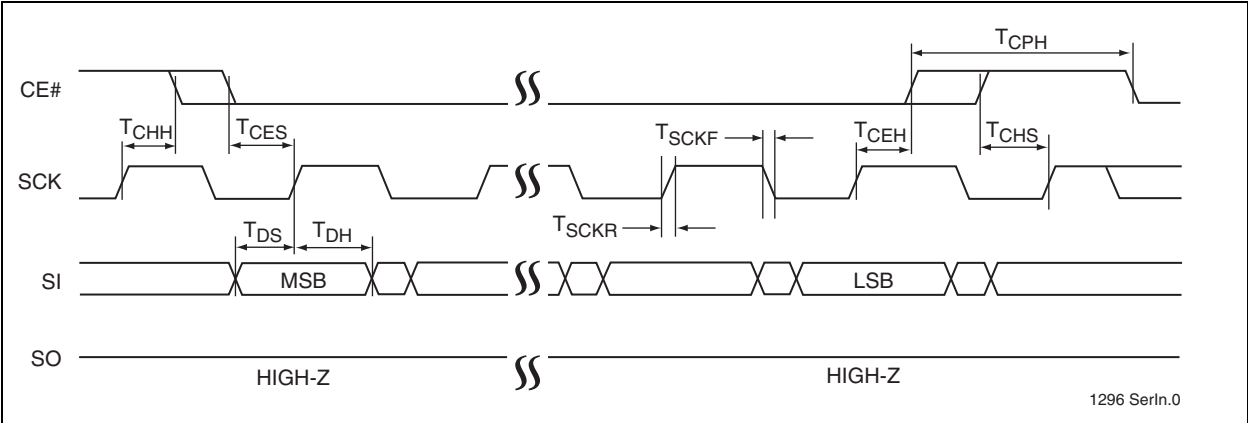 TCPH
CE#
TCHH
TCES
TSCKF
TCEH
TCHS
SCK
TSCKR
TDS
TDH
SI
MSB
LSB
SO
HIGH-Z
HIGH-Z
1296 SerIn.0